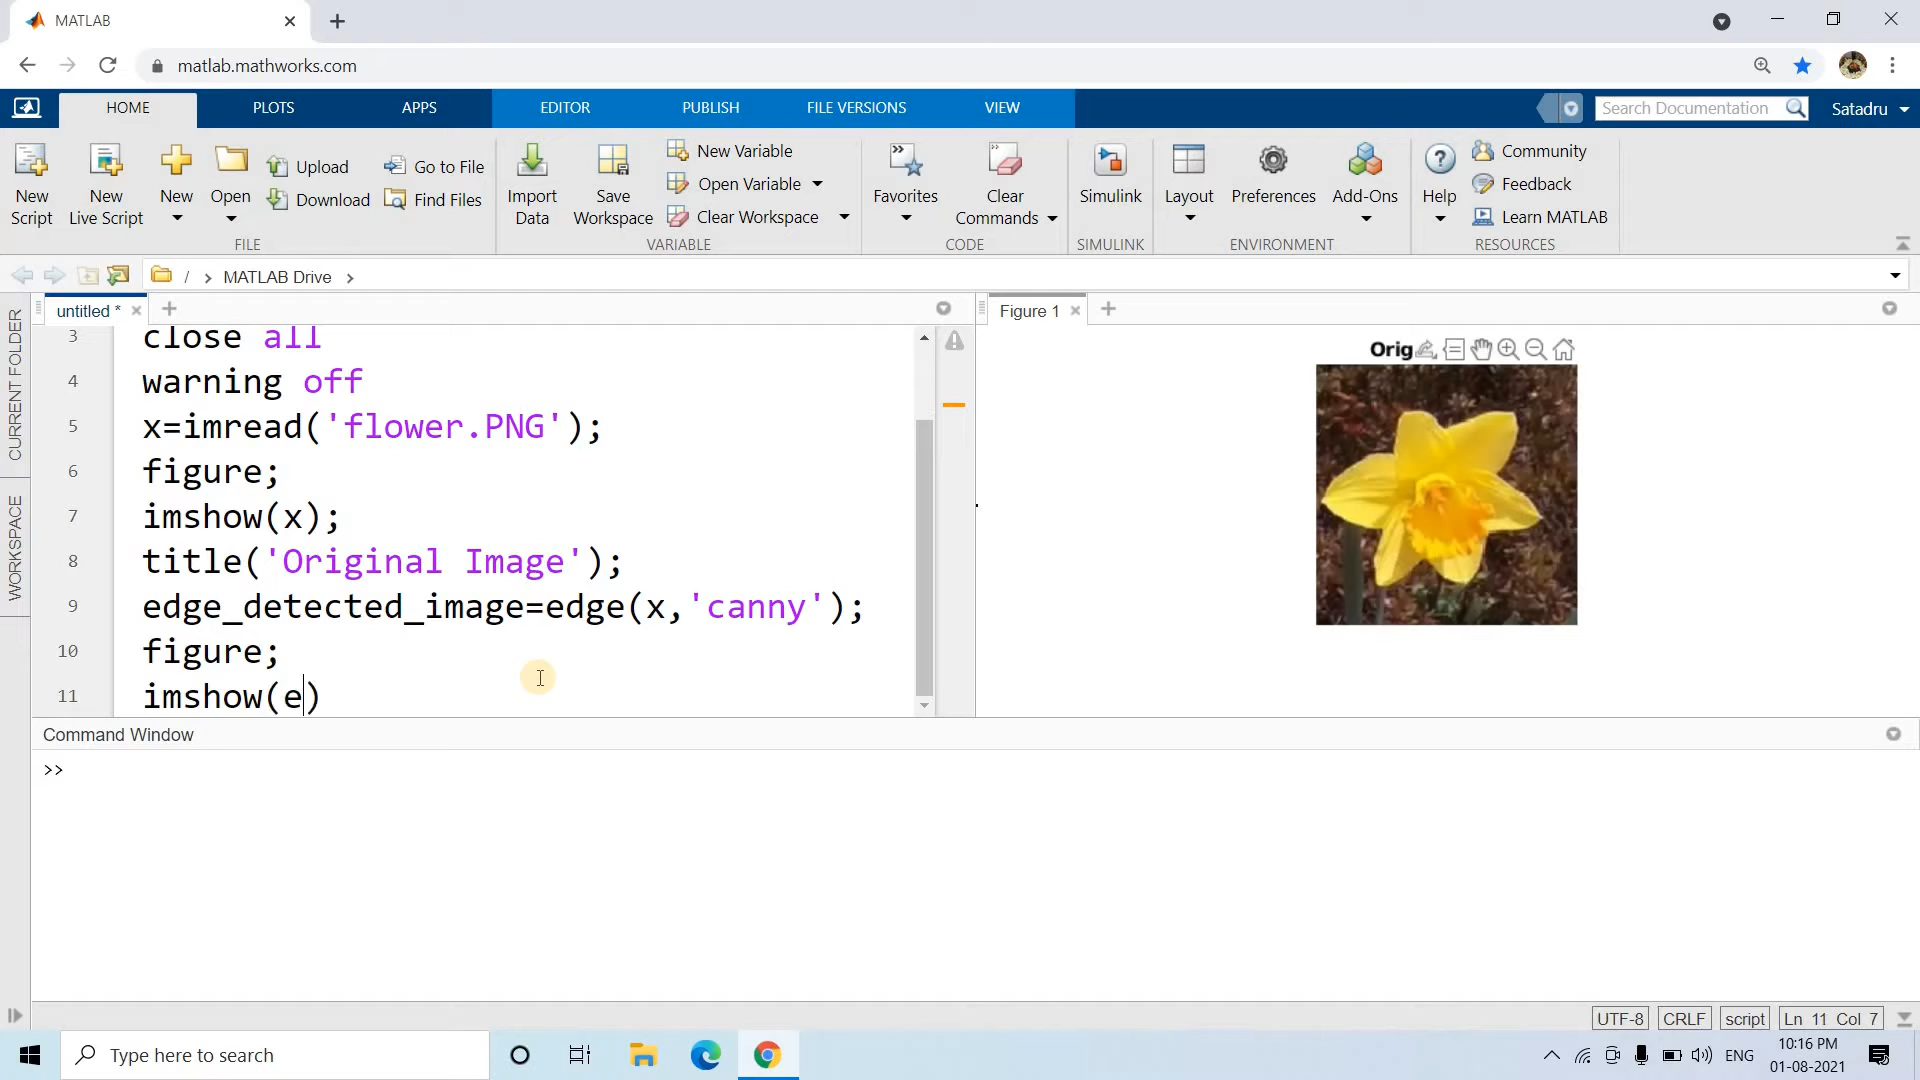 MATLAB
matlab.mathworks.com
HOME
PLOTS
APPS
EDITOR
PUBLISH
FILE VERSIONS
VIEW
Search Documentation
Satadru
New Script
New Live Script
New
Open
Upload
Download
Go to File
Find Files
Import Data
Save Workspace
New Variable
Open Variable
Clear Workspace
Favorites
Clear Commands
Simulink
Layout
Preferences
Add-Ons
Help
Community
Feedback
Learn MATLAB
FILE
VARIABLE
CODE
SIMULINK
ENVIRONMENT
RESOURCES
/ > MATLAB Drive >
CURRENT FOLDER
WORKSPACE
untitled *
3 close all
4 warning off
5 x=imread('flower.PNG');
6 figure;
7 imshow(x);
8 title('Original Image');
9 edge_detected_image=edge(x,'canny');
10 figure;
11 imshow(e)
Figure 1
Orig
Command Window
>>
UTF-8
CRLF
script
Ln 11 Col 7
Type here to search
ENG
10:16 PM
01-08-2021